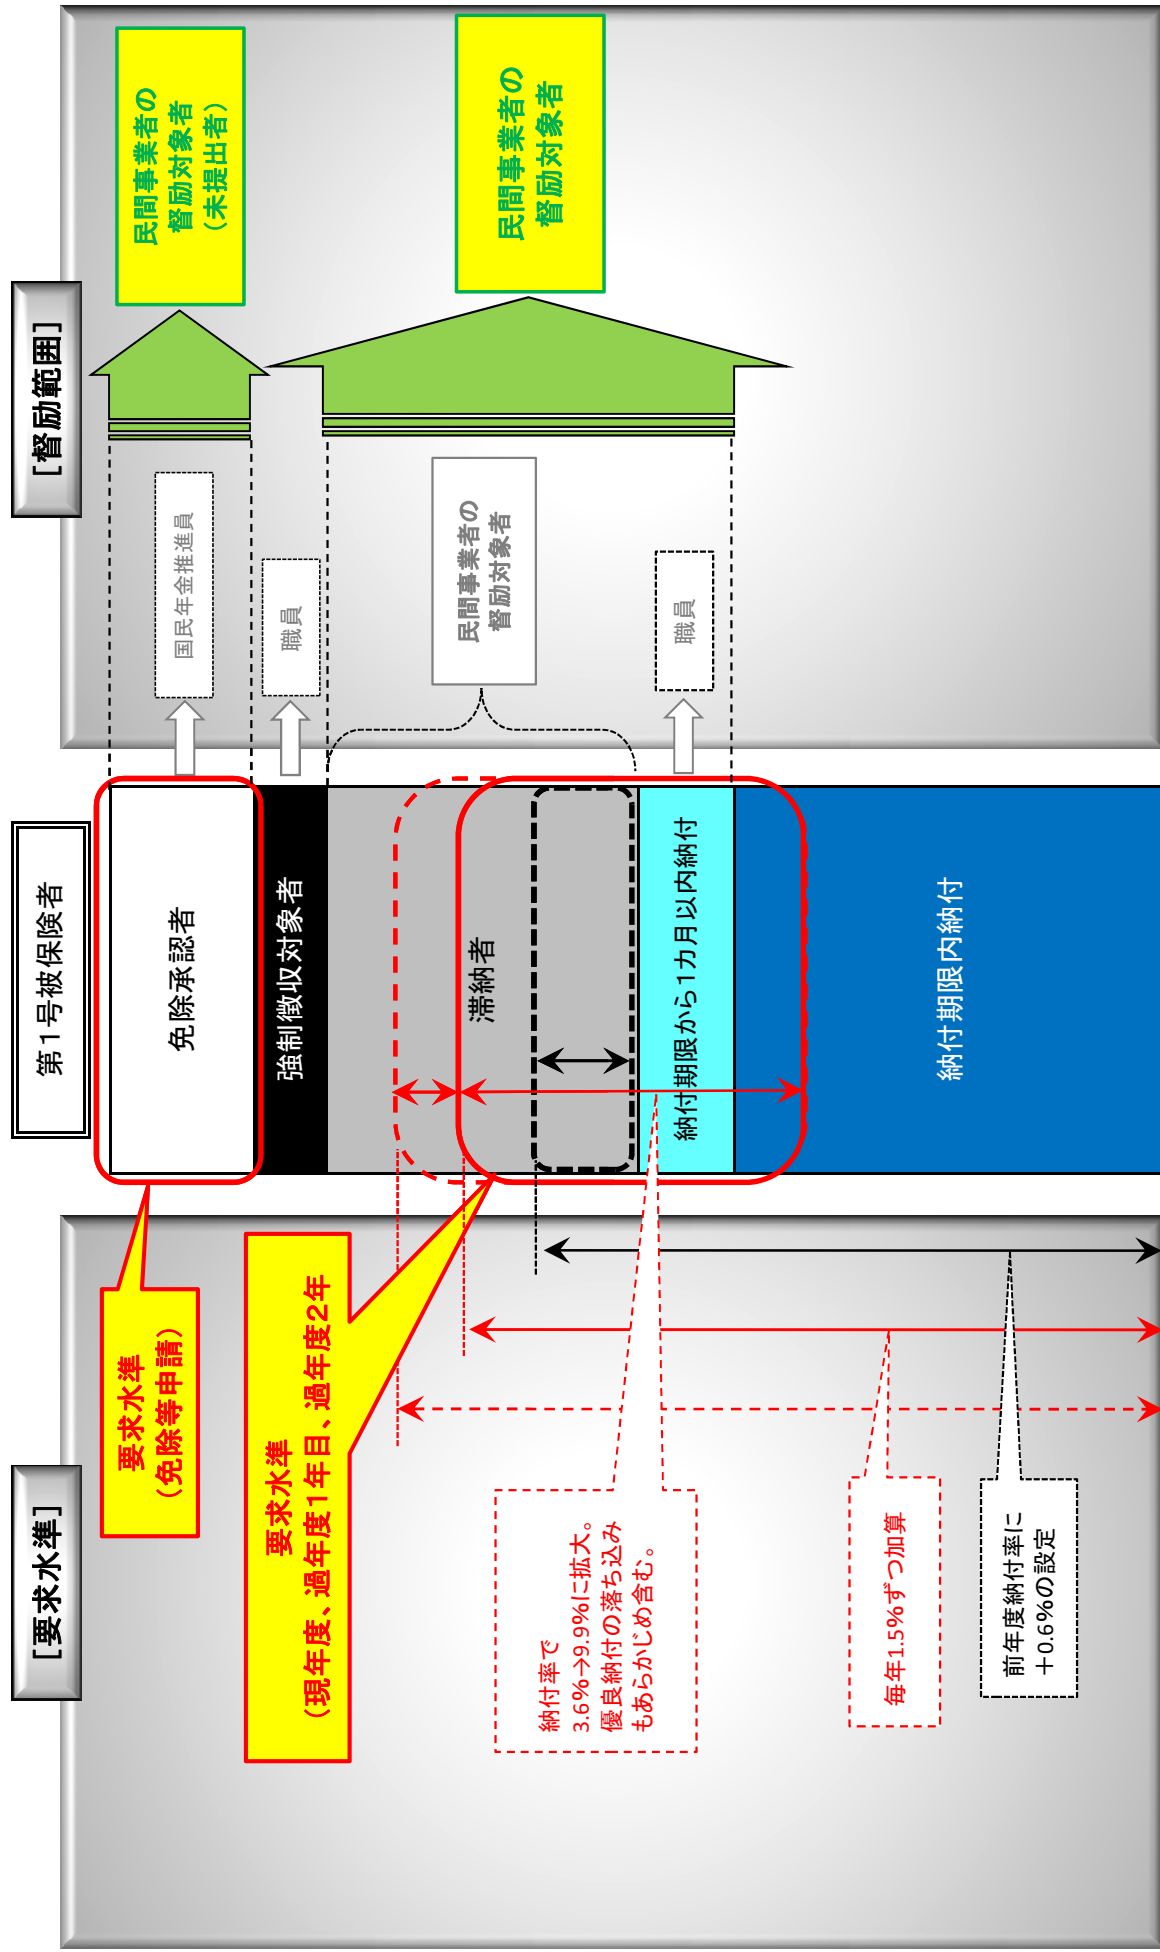 [要求水準]
要求水準
（免除等申請）
要求水準
（現年度、過年度1年目、過年度2年
納付率で
3.6%→9.9%に拡大。
優良納付の落ち込み
もあらかじめ含む。
毎年1.5%ずつ加算
前年度納付率に
＋0.6%の設定
第１号被保険者
免除承認者
強制徴収対象者
滞納者
納付期限から１カ月以内納付
納付期限内納付
[督励範囲]
国民年金推進員
職員
民間事業者の
督励対象者
職員
民間事業者の
督励対象者
（未提出者）
民間事業者の
督励対象者